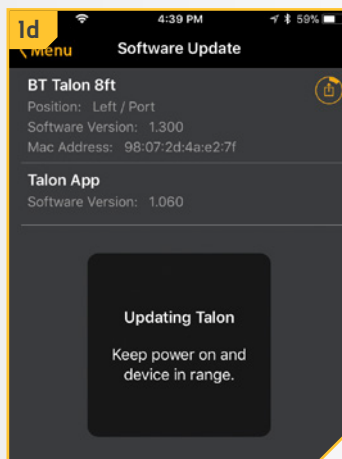 1d
4:39 PM
59%
Menu
Software Update
BT Talon 8ft
Position: Left / Port
Software Version: 1.300
Mac Address: 98:07:2d:4a:e2:7f
Talon App
Software Version: 1.060
Updating Talon
Keep power on and
device in range.